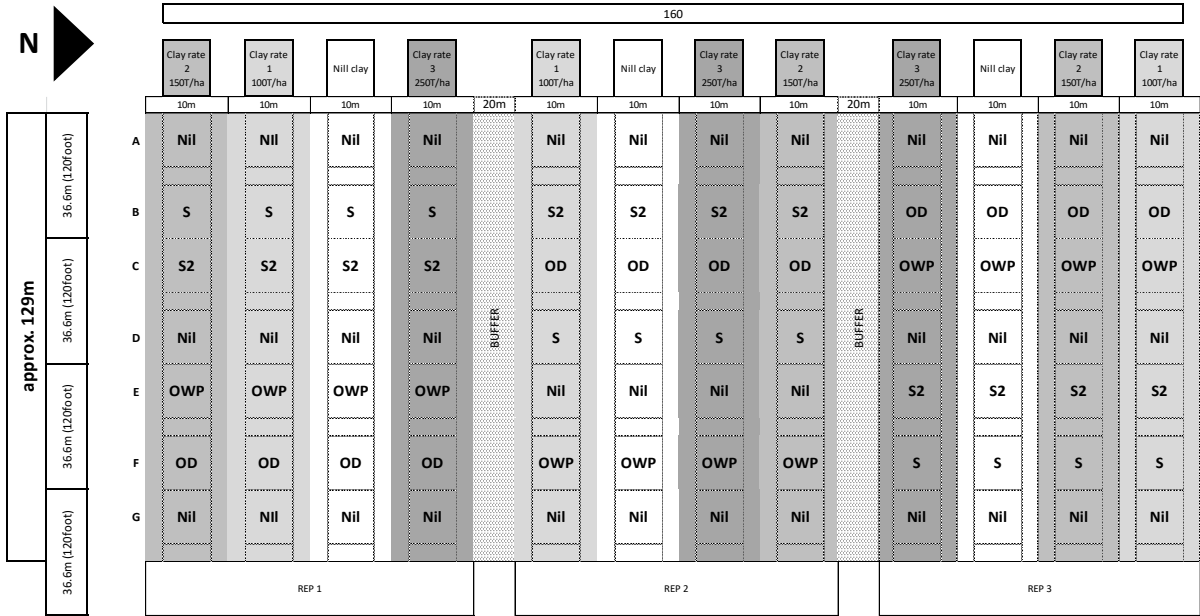 160
N
Clay rate
2
150T/ha
Clay rate
1
100T/ha
Nill clay
Clay rate
3
250T/ha
Clay rate
1
100T/ha
Nill clay
Clay rate
3
250T/ha
Clay rate
2
150T/ha
Clay rate
3
250T/ha
Nill clay
Clay rate
2
150T/ha
Clay rate
1
100T/ha
10m 10m 10m 10m 20m 10m 10m 10m 10m 20m 10m 10m 10m 10m
approx. 129m
36.6m (120foot)
36.6m (120foot)
36.6m (120foot)
36.6m (120foot)
A Nil NIl Nil Nil Nil Nil Nil Nil Nil Nil Nil Nil
B S S S S S2 S2 S2 S2 OD OD OD OD
C S2 S2 S2 S2 OD OD OD OD OWP OWP OWP OWP
D Nil Nil Nil Nil S S S S Nil Nil Nil Nil
BUFFER
BUFFER
E OWP OWP OWP OWP Nil Nil Nil Nil S2 S2 S2 S2
F OD OD OD OD OWP OWP OWP OWP S S S S
G Nil NIl Nil Nil Nil Nil Nil Nil Nil Nil Nil Nil
REP 1 REP 2 REP 3